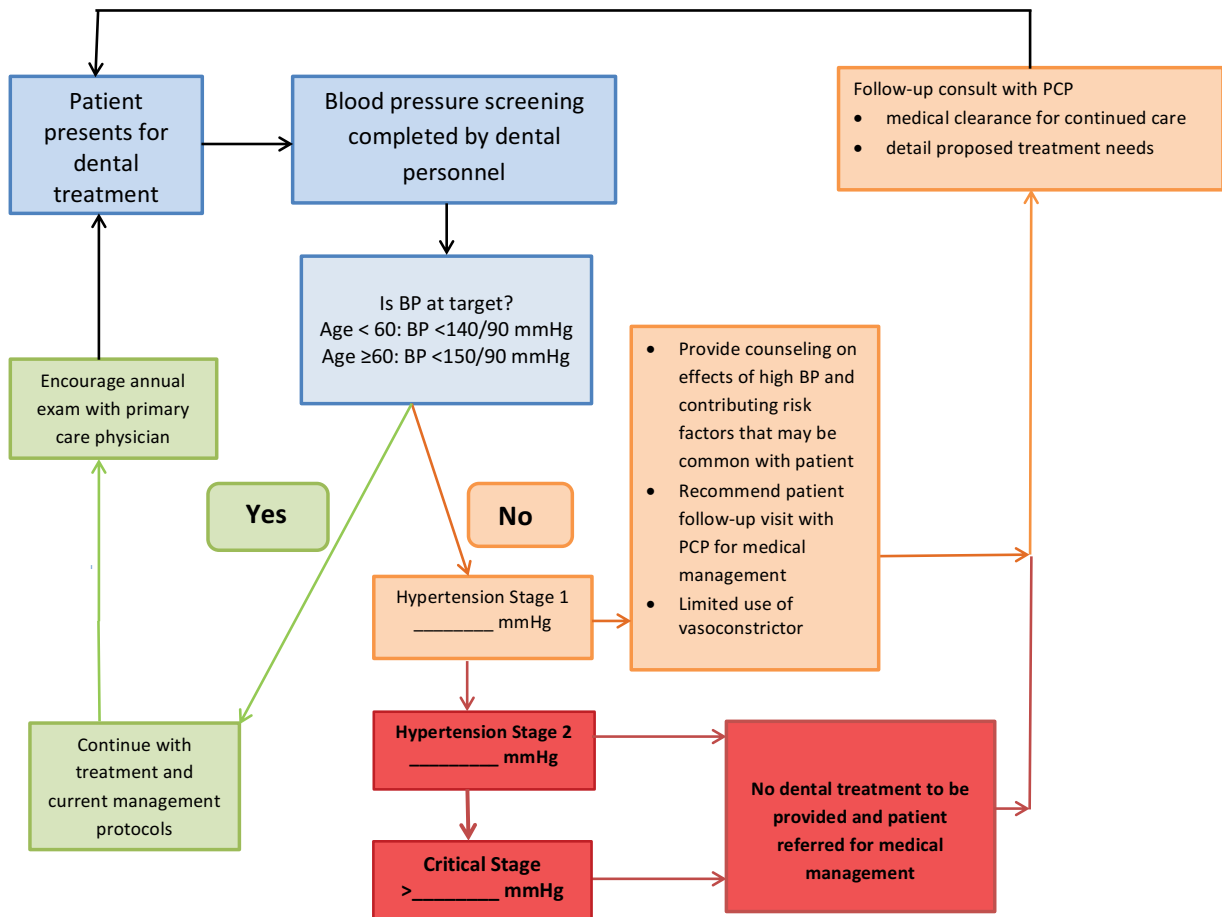 Patient
presents for
dental
treatment
Blood pressure screening
completed by dental
personnel
Follow-up consult with PCP
• medical clearance for continued care
• detail proposed treatment needs
Is BP at target?
Age < 60: BP <140/90 mmHg
Age ≥60: BP <150/90 mmHg
Encourage annual
exam with primary
care physician
Yes
No
• Provide counseling on
effects of high BP and
contributing risk
factors that may be
common with patient
• Recommend patient
follow-up visit with
PCP for medical
management
• Limited use of
vasoconstrictor
Hypertension Stage 1
________ mmHg
Continue with
treatment and
current management
protocols
Hypertension Stage 2
_________ mmHg
No dental treatment to be
provided and patient
referred for medical
management
Critical Stage
>________ mmHg